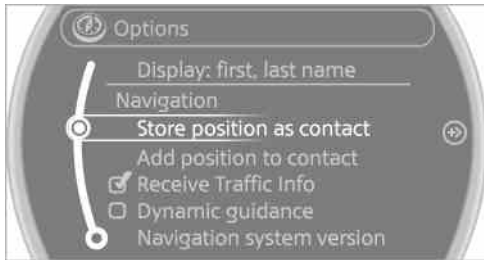 Options
Display: first, last name
Navigation
Store position as contact
Add position to contact
Receive Traffic Info
Dynamic guidance
Navigation system version